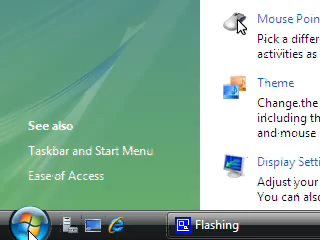 Mouse Poin
Pick a differ
activities as
Theme
Change the
including th
and mouse
Display Setti
Adjust your
You can also
See also
Taskbar and Start Menu
Ease of Access
Flashing